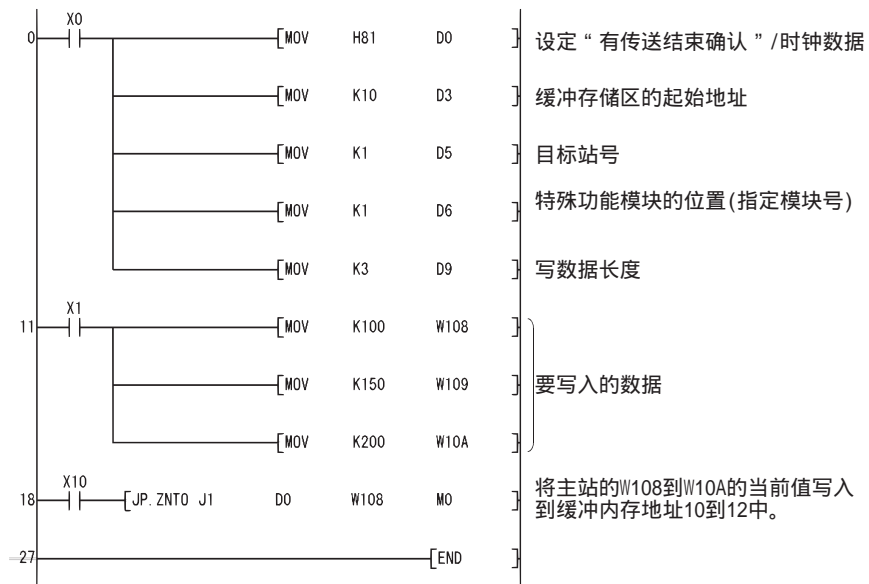 X0
0 [MOV H81 D0 ] 设定“有传送结束确认”/时钟数据
[MOV K10 D3 ] 缓冲存储区的起始地址
[MOV K1 D5 ] 目标站号
[MOV K1 D6 ] 特殊功能模块的位置(指定模块号)
[MOV K3 D9 ] 写数据长度
X1
11 [MOV K100 W108 ]
[MOV K150 W109 ] 要写入的数据
[MOV K200 W10A ]
X10
18 [JP.ZNTO J1 D0 W108 M0 ] 将主站的W108到W10A的当前值写入
到缓冲内存地址10到12中。
27 [END ]